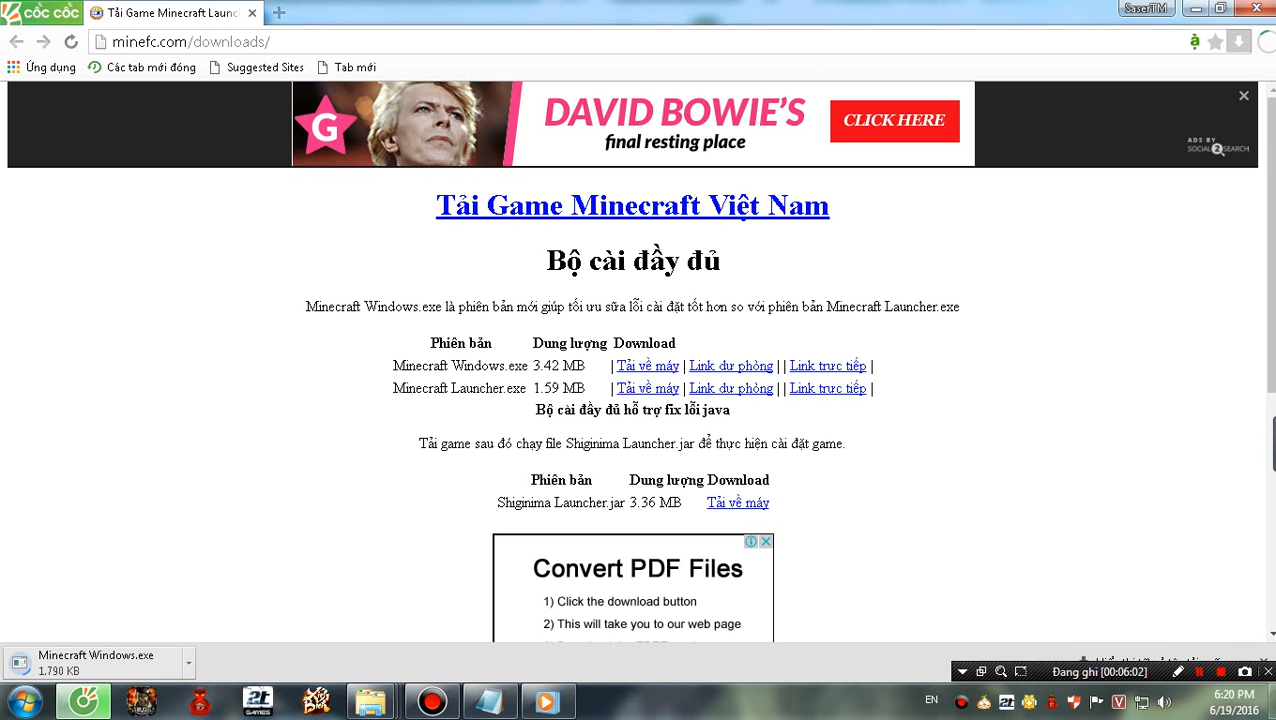 CỐC CỐC
Tải Game Minecraft Launc
SaserTM
minefc.com/downloads/
Ứng dụng
Các tab mới đóng
Suggested Sites
Tab mới
G
DAVID BOWIE'S
final resting place
CLICK HERE
ADS BY
SOCIAL2SEARCH
Tải Game Minecraft Việt Nam
Bộ cài đầy đủ
Minecraft Windows.exe là phiên bản mới giúp tối ưu sữa lỗi cài đặt tốt hơn so với phiên bản Minecraft Launcher.exe
Phiên bản Dung lượng Download
Minecraft Windows.exe 3.42 MB | Tải về máy | Link dự phòng | | Link trực tiếp |
Minecraft Launcher.exe 1.59 MB | Tải về máy | Link dự phòng | | Link trực tiếp |
Bộ cài đầy đủ hỗ trợ fix lỗi java
Tải game sau đó chạy file Shiginima Launcher.jar để thực hiện cài đặt game.
Phiên bản Dung lượng Download
Shiginima Launcher.jar 3.36 MB Tải về máy
Convert PDF Files
1) Click the download button
2) This will take you to our web page
Minecraft Windows.exe
1.790 KB
Đang ghi [00:06:02]
2t
GAMES
EN
6:20 PM
6/19/2016